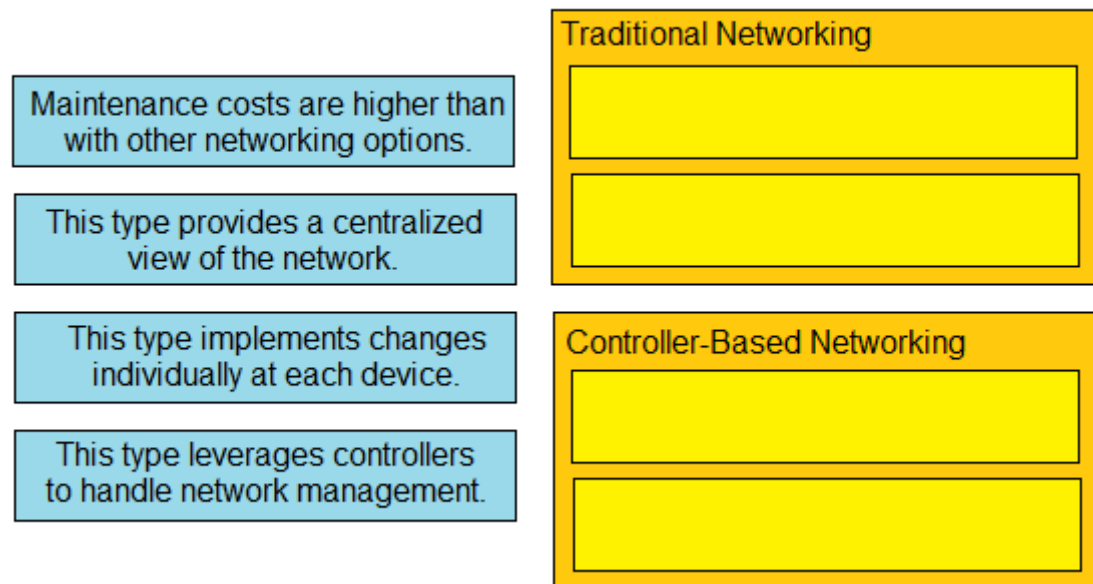 Maintenance costs are higher than
with other networking options.
This type provides a centralized
view of the network.
This type implements changes
individually at each device.
This type leverages controllers
to handle network management.
Traditional Networking
Controller-Based Networking